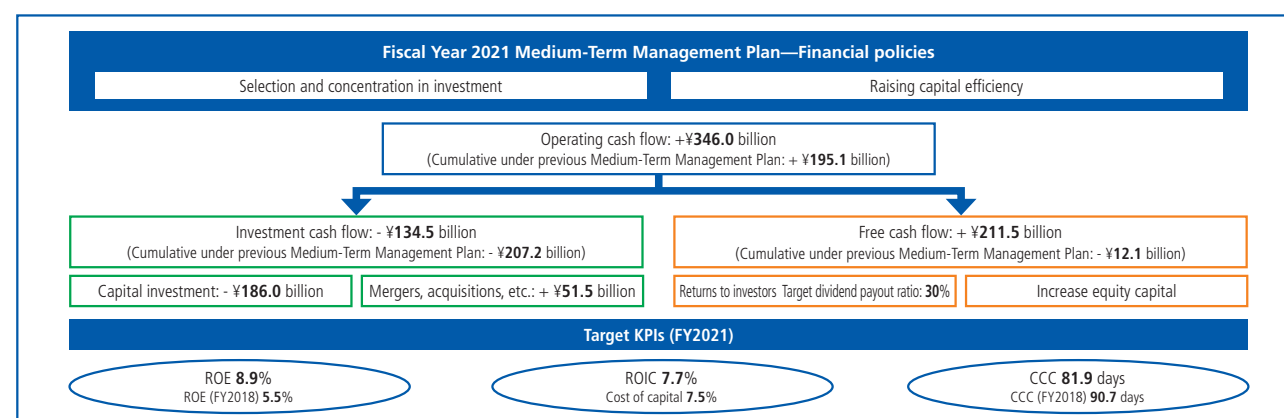 Fiscal Year 2021 Medium-Term Management Plan—Financial policies
Selection and concentration in investment
Raising capital efficiency
Operating cash flow: +¥346.0 billion
(Cumulative under previous Medium-Term Management Plan: + ¥195.1 billion)
Investment cash flow: - ¥134.5 billion
(Cumulative under previous Medium-Term Management Plan: - ¥207.2 billion)
Free cash flow: + ¥211.5 billion
(Cumulative under previous Medium-Term Management Plan: - ¥12.1 billion)
Capital investment: - ¥186.0 billion
Mergers, acquisitions, etc.: + ¥51.5 billion
Returns to investors Target dividend payout ratio: 30%
Increase equity capital
Target KPIs (FY2021)
ROE 8.9%
ROE (FY2018) 5.5%
ROIC 7.7%
Cost of capital 7.5%
CCC 81.9 days
CCC (FY2018) 90.7 days